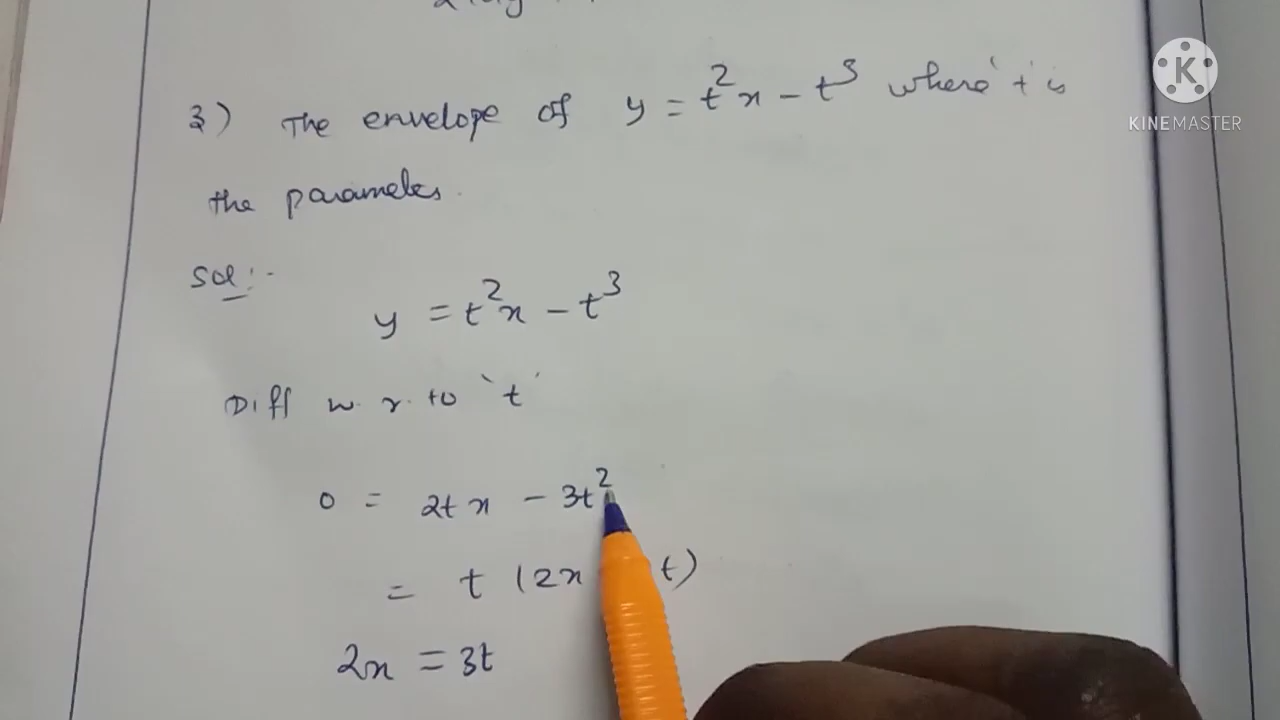 KINEMASTER
3) The envelope of y = t²x − t³ where 't' is
the parameter.
Sol:-
y = t²x − t³
Diff w.r.to 't'
0 = 2tx − 3t²
= t (2x t)
2x = 3t